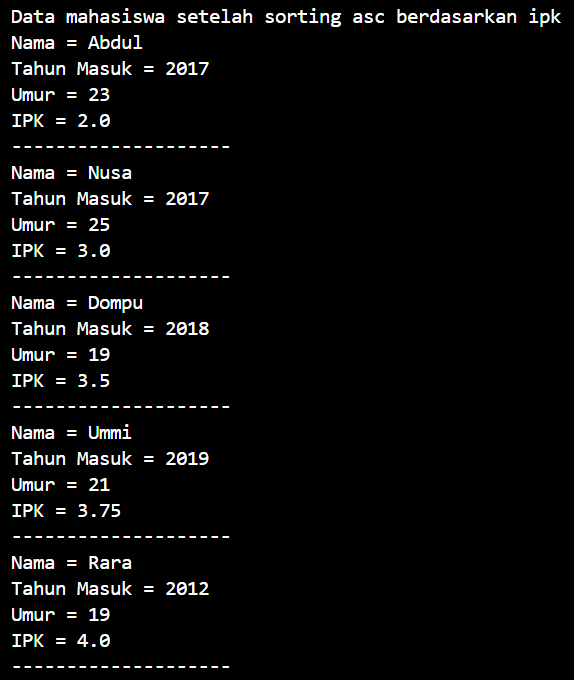 Data mahasiswa setelah sorting asc berdasarkan ipk
Nama = Abdul
Tahun Masuk = 2017
Umur = 23
IPK = 2.0
--------------------
Nama = Nusa
Tahun Masuk = 2017
Umur = 25
IPK = 3.0
--------------------
Nama = Dompu
Tahun Masuk = 2018
Umur = 19
IPK = 3.5
--------------------
Nama = Ummi
Tahun Masuk = 2019
Umur = 21
IPK = 3.75
--------------------
Nama = Rara
Tahun Masuk = 2012
Umur = 19
IPK = 4.0
--------------------